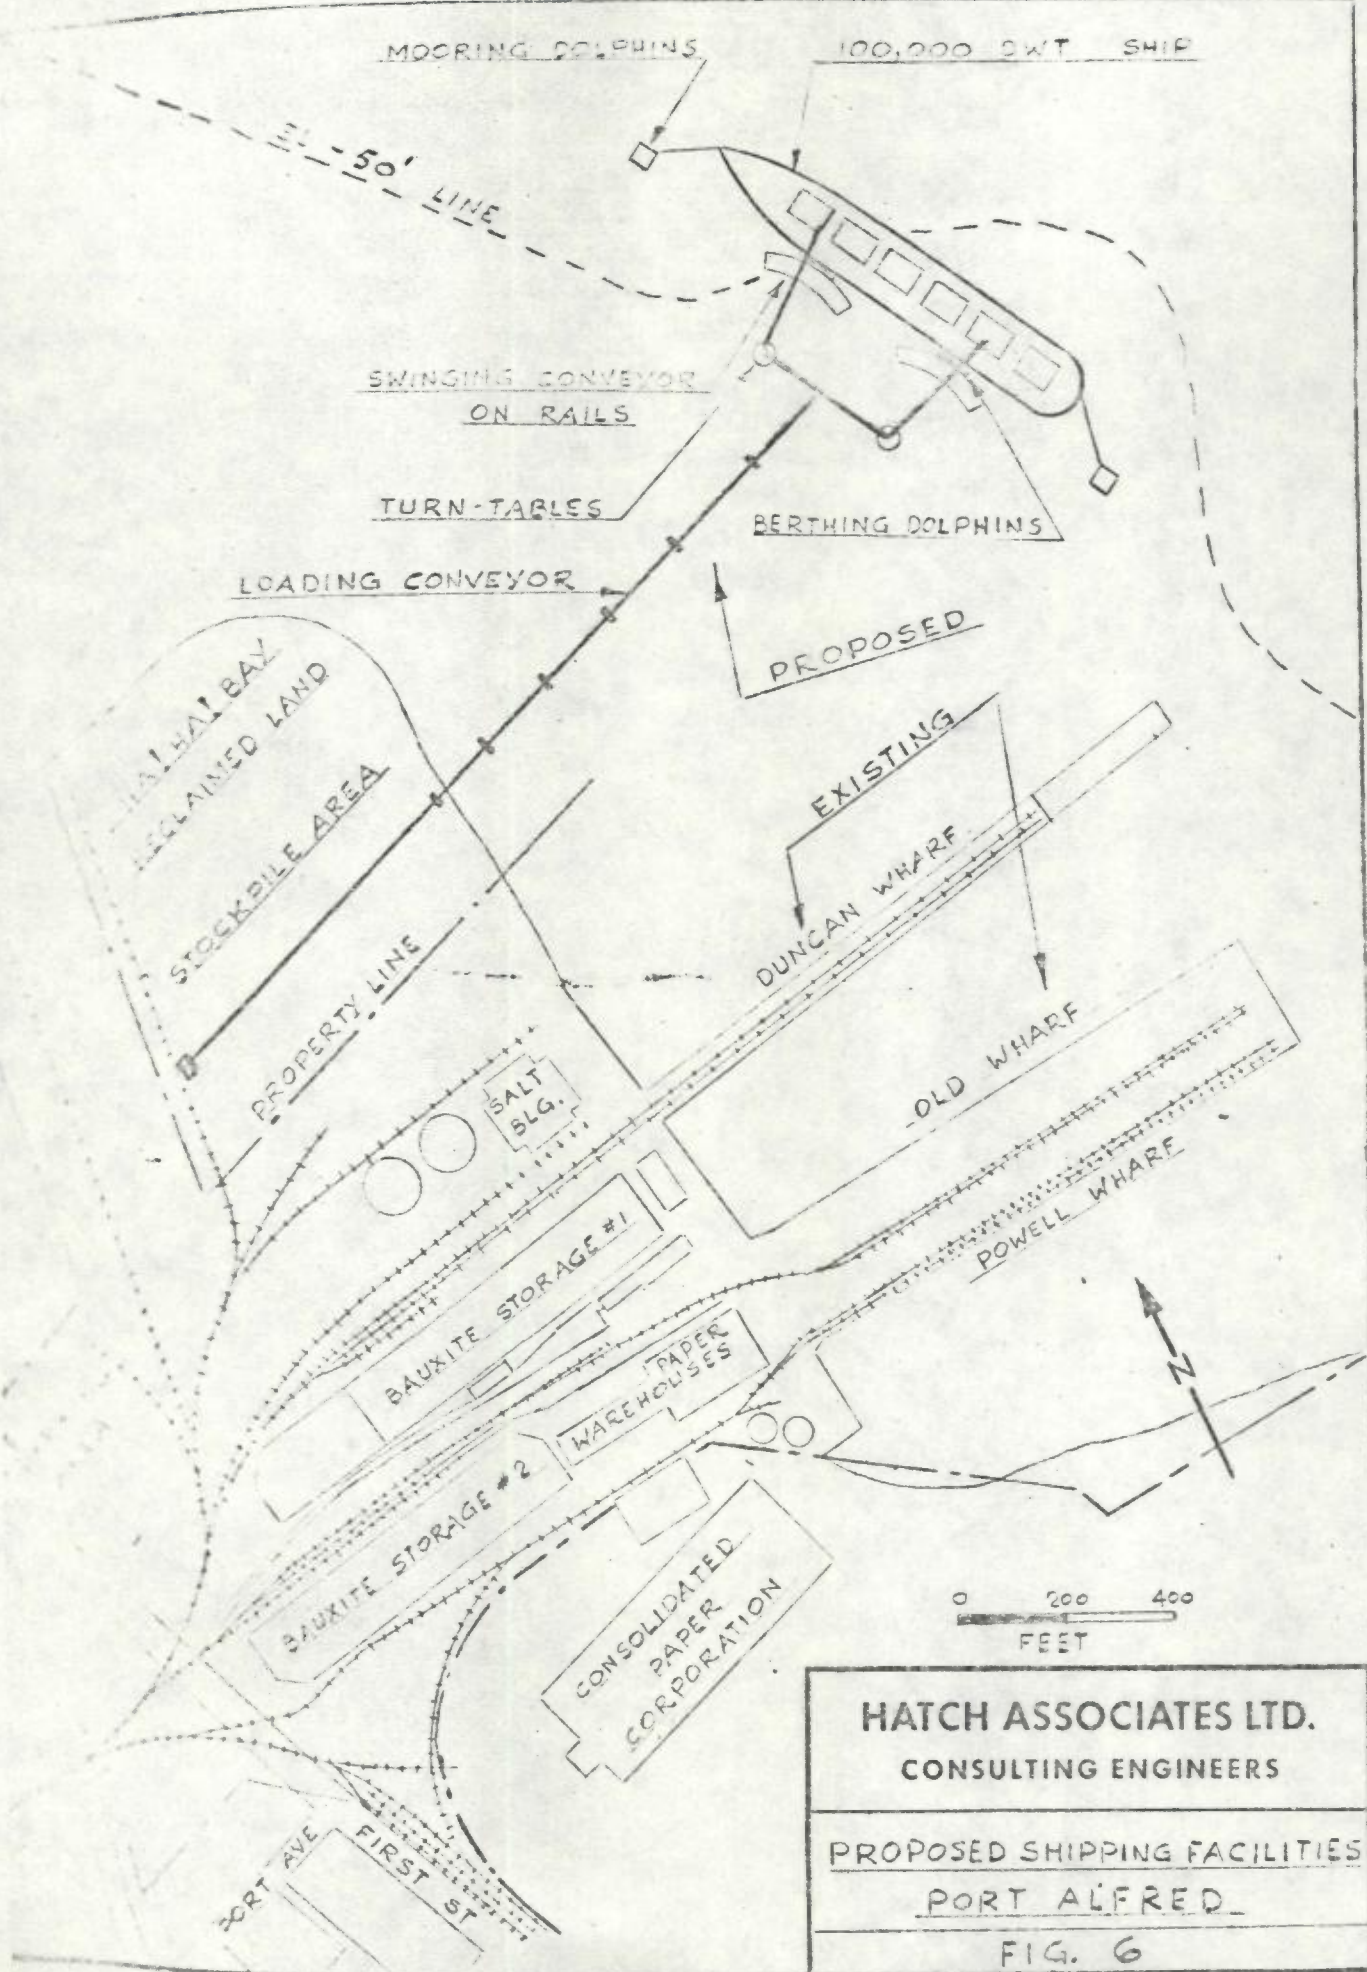 MOORING DOLPHINS
100,000 DWT SHIP
El -50' LINE
SWINGING CONVEYOR
ON RAILS
TURN-TABLES
BERTHING DOLPHINS
LOADING CONVEYOR
PROPOSED
HA! HA! BAY
RECLAIMED LAND
STOCKPILE AREA
EXISTING
DUNCAN WHARF
PROPERTY LINE
OLD WHARF
SALT
BLG.
POWELL WHARF
BAUXITE STORAGE #1
PAPER
WAREHOUSES
N
BAUXITE STORAGE #2
CONSOLIDATED
PAPER
CORPORATION
0 200 400
FEET
PORT AVE
FIRST ST
HATCH ASSOCIATES LTD.
CONSULTING ENGINEERS
PROPOSED SHIPPING FACILITIES
PORT ALFRED
FIG. 6